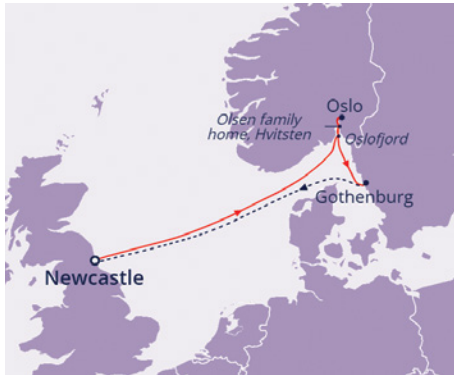 Oslo
Olsen family
home, Hvitsten
Oslofjord
Gothenburg
Newcastle